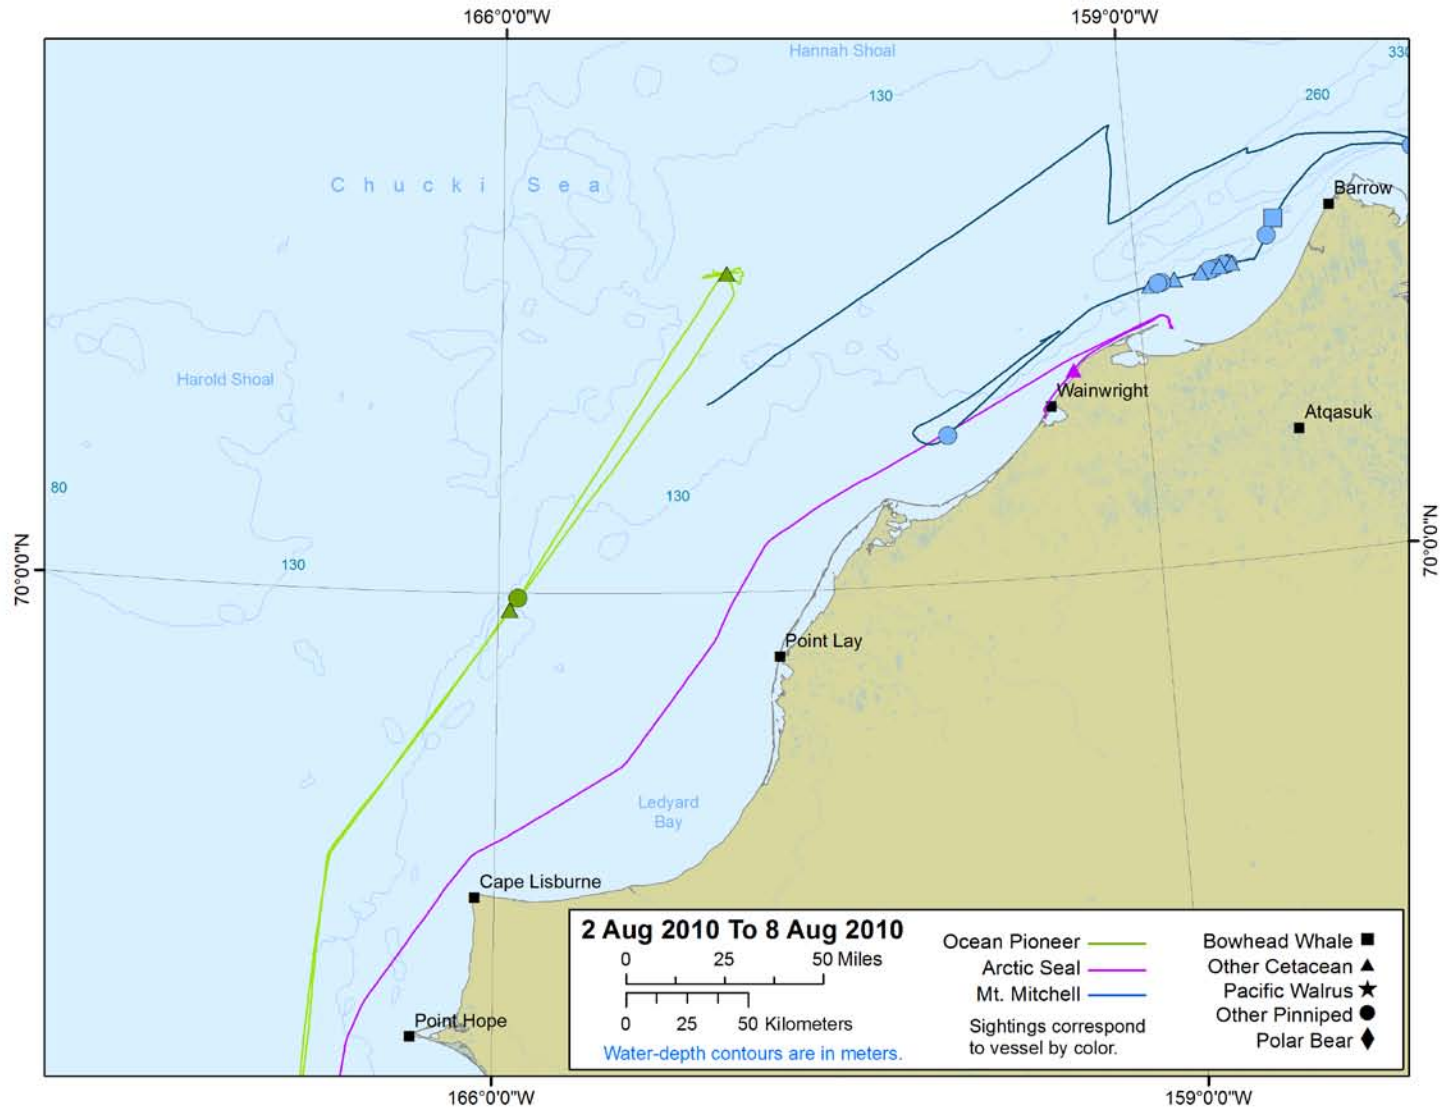 166°0'0"W
159°0'0"W
Hannah Shoal
330
130
260
Chucki Sea
Barrow
Harold Shoal
Wainwright
Atqasuk
80
130
70°0'0"N
70°0'0"N
130
Point Lay
Ledyard
Bay
Cape Lisburne
Point Hope
2 Aug 2010 To 8 Aug 2010
0 25 50 Miles
0 25 50 Kilometers
Water-depth contours are in meters.
Ocean Pioneer
Arctic Seal
Mt. Mitchell
Sightings correspond
to vessel by color.
Bowhead Whale
Other Cetacean
Pacific Walrus
Other Pinniped
Polar Bear
166°0'0"W
159°0'0"W